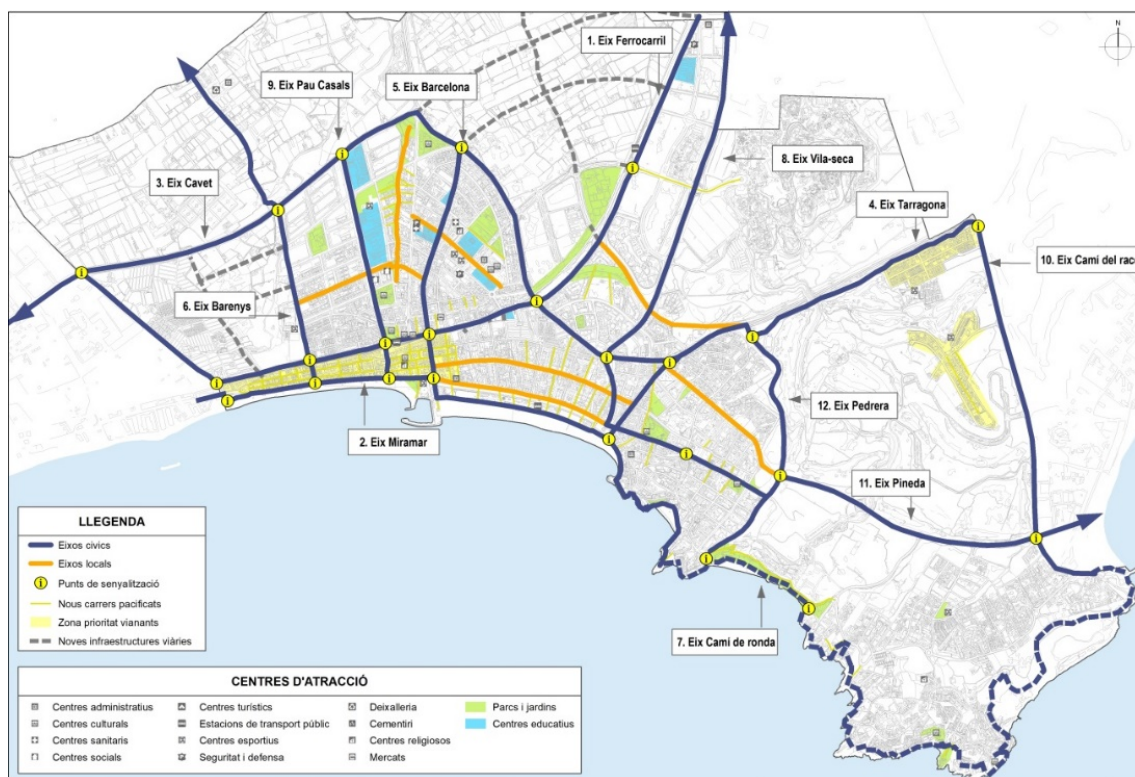 N
1. Eix Ferrocarril
9. Eix Pau Casals
5. Eix Barcelona
8. Eix Vila-seca
3. Eix Cavet
4. Eix Tarragona
10. Eix Camí del raco
6. Eix Barenys
12. Eix Pedrera
2. Eix Miramar
11. Eix Pineda
7. Eix Camí de ronda
LLEGENDA
Eixos cívics
Eixos locals
Punts de senyalització
Nous carrers pacificats
Zona prioritat vianants
Noves infraestructures viàries
CENTRES D'ATRACCIÓ
Centres administratius
Centres turístics
Deixalleria
Parcs i jardins
Centres culturals
Estacions de transport públic
Cementiri
Centres educatius
Centres sanitaris
Centres esportius
Centres religiosos
Centres socials
Seguritat i defensa
Mercats